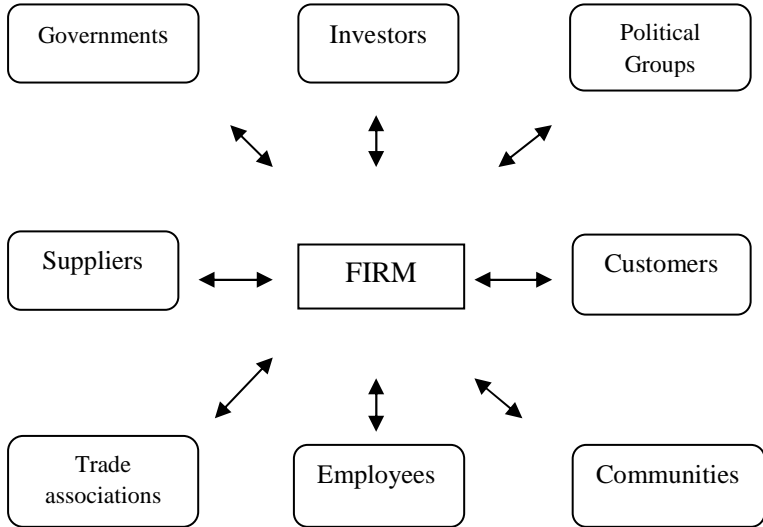 Governments
Investors
Political
Groups
Suppliers
FIRM
Customers
Trade
associations
Employees
Communities